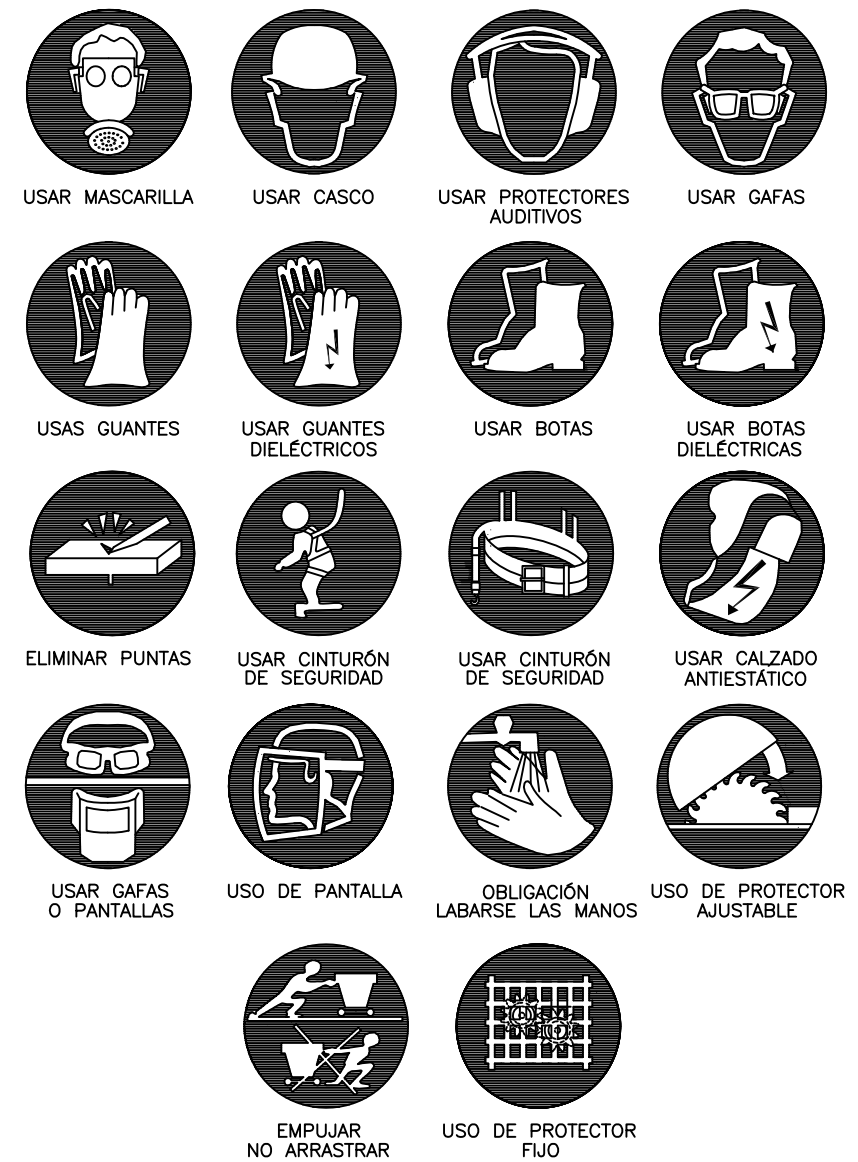 USAR MASCARILLA
USAR CASCO
USAR PROTECTORES
AUDITIVOS
USAR GAFAS
USAS GUANTES
USAR GUANTES
DIELÉCTRICOS
USAR BOTAS
USAR BOTAS
DIELÉCTRICAS
ELIMINAR PUNTAS
USAR CINTURÓN
DE SEGURIDAD
USAR CINTURÓN
DE SEGURIDAD
USAR CALZADO
ANTIESTÁTICO
USAR GAFAS
O PANTALLAS
USO DE PANTALLA
OBLIGACIÓN
LABARSE LAS MANOS
USO DE PROTECTOR
AJUSTABLE
EMPUJAR
NO ARRASTRAR
USO DE PROTECTOR
FIJO